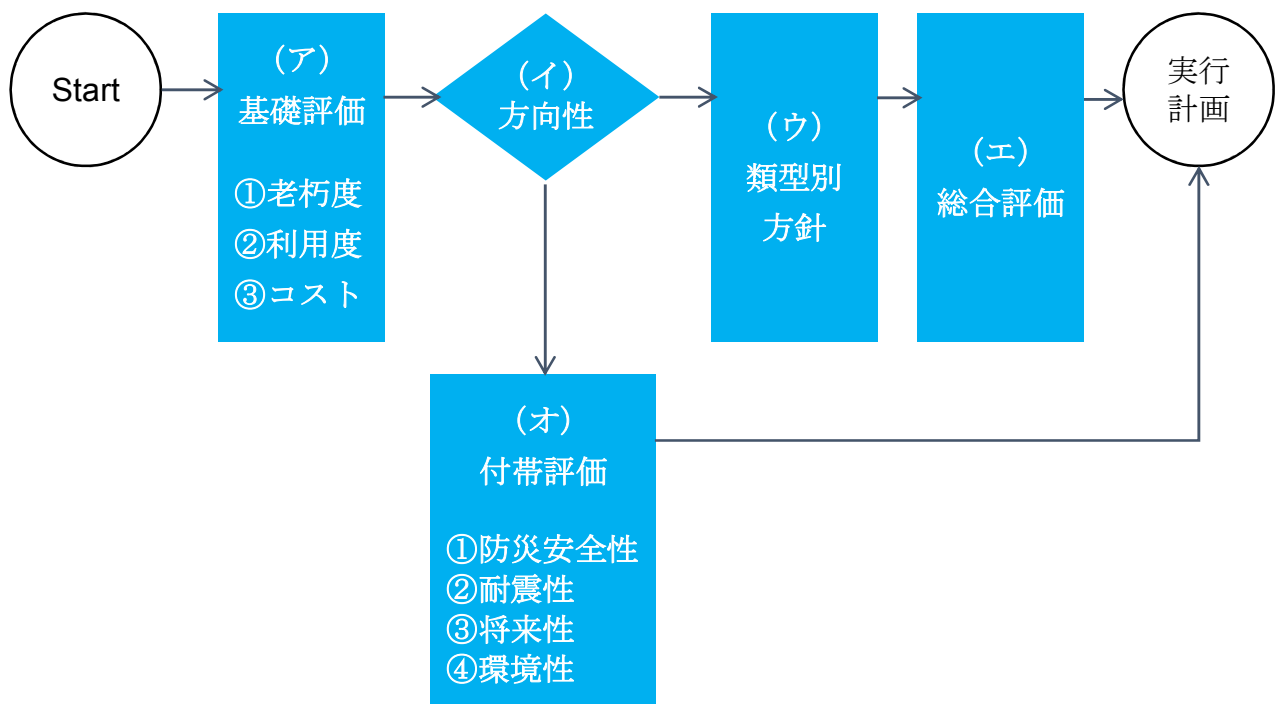 Start
（ア）
基礎評価
①老朽度
②利用度
③コスト
（イ）
方向性
（ウ）
類型別
方針
（エ）
総合評価
実行
計画
（オ）
付帯評価
①防災安全性
②耐震性
③将来性
④環境性